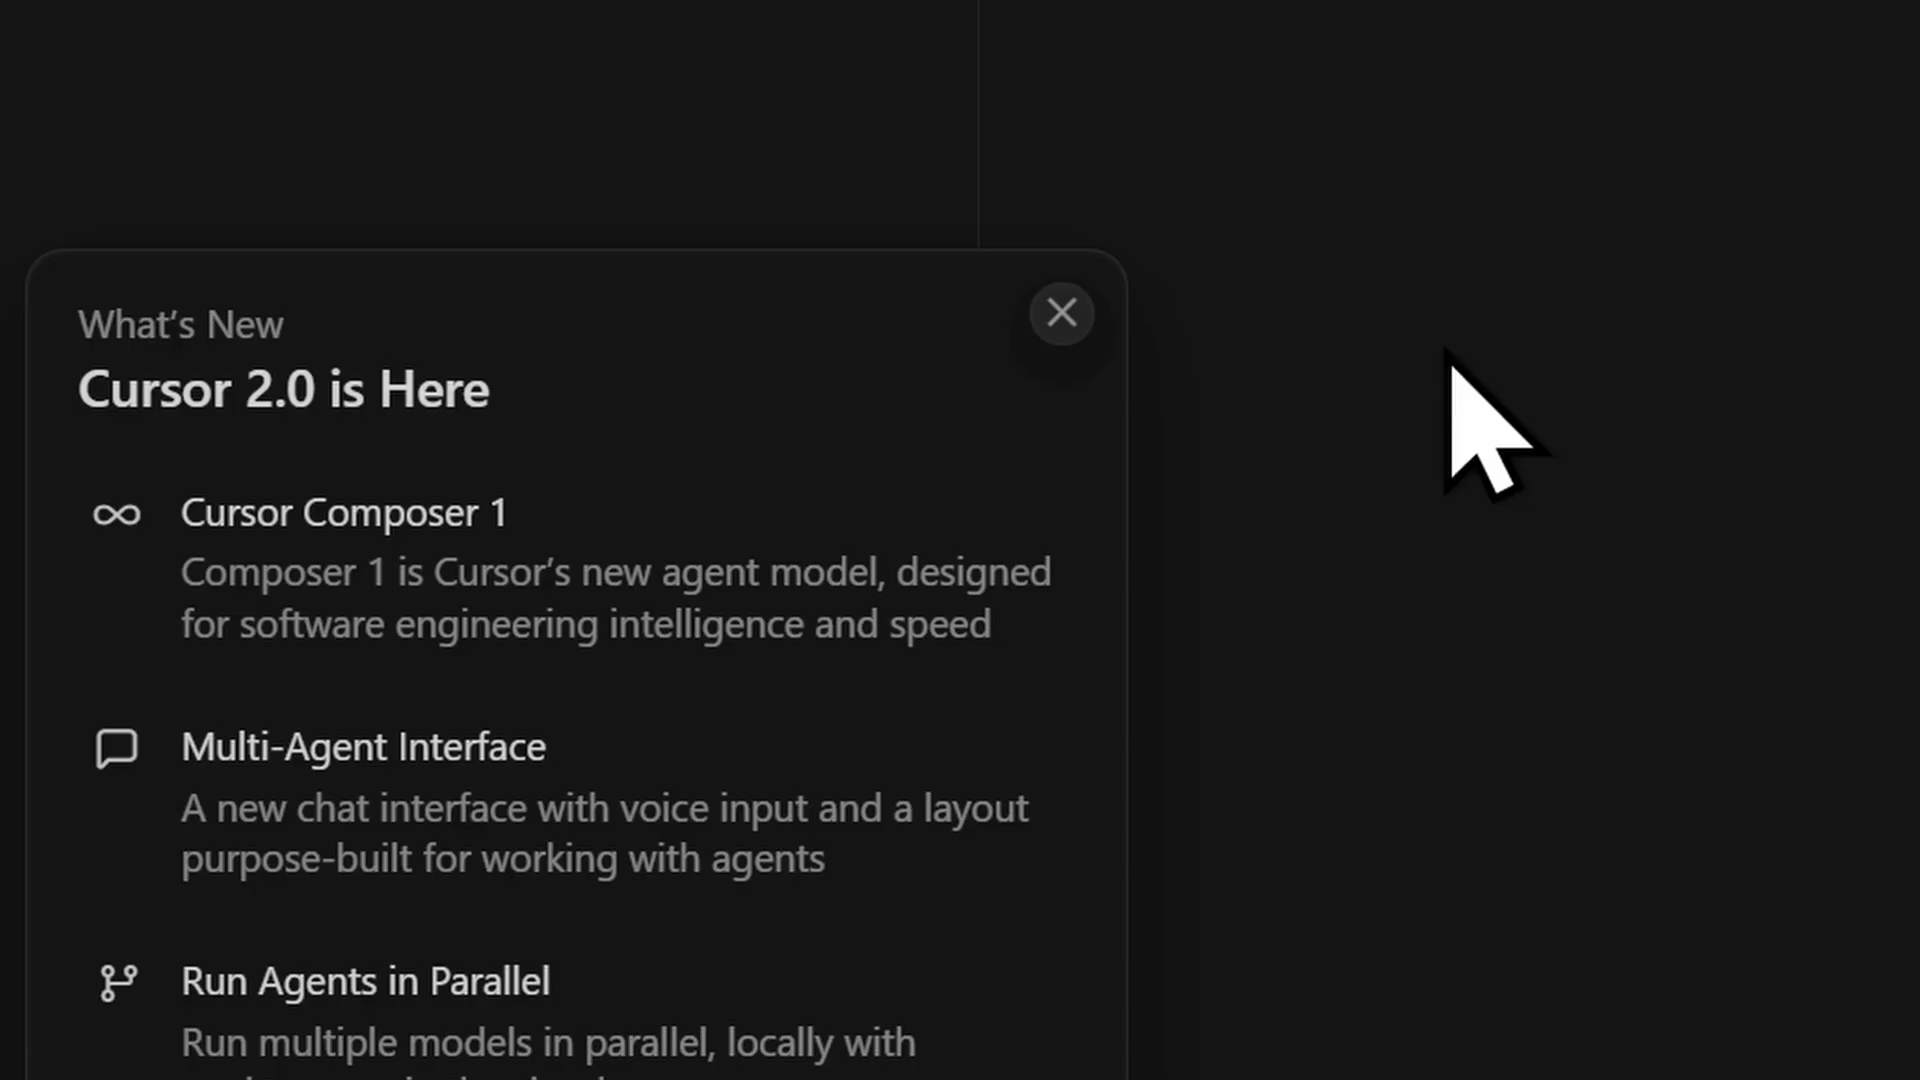 What’s New
Cursor 2.0 is Here
Cursor Composer 1
Composer 1 is Cursor’s new agent model, designed
for software engineering intelligence and speed
Multi-Agent Interface
A new chat interface with voice input and a layout
purpose-built for working with agents
Run Agents in Parallel
Run multiple models in parallel, locally with